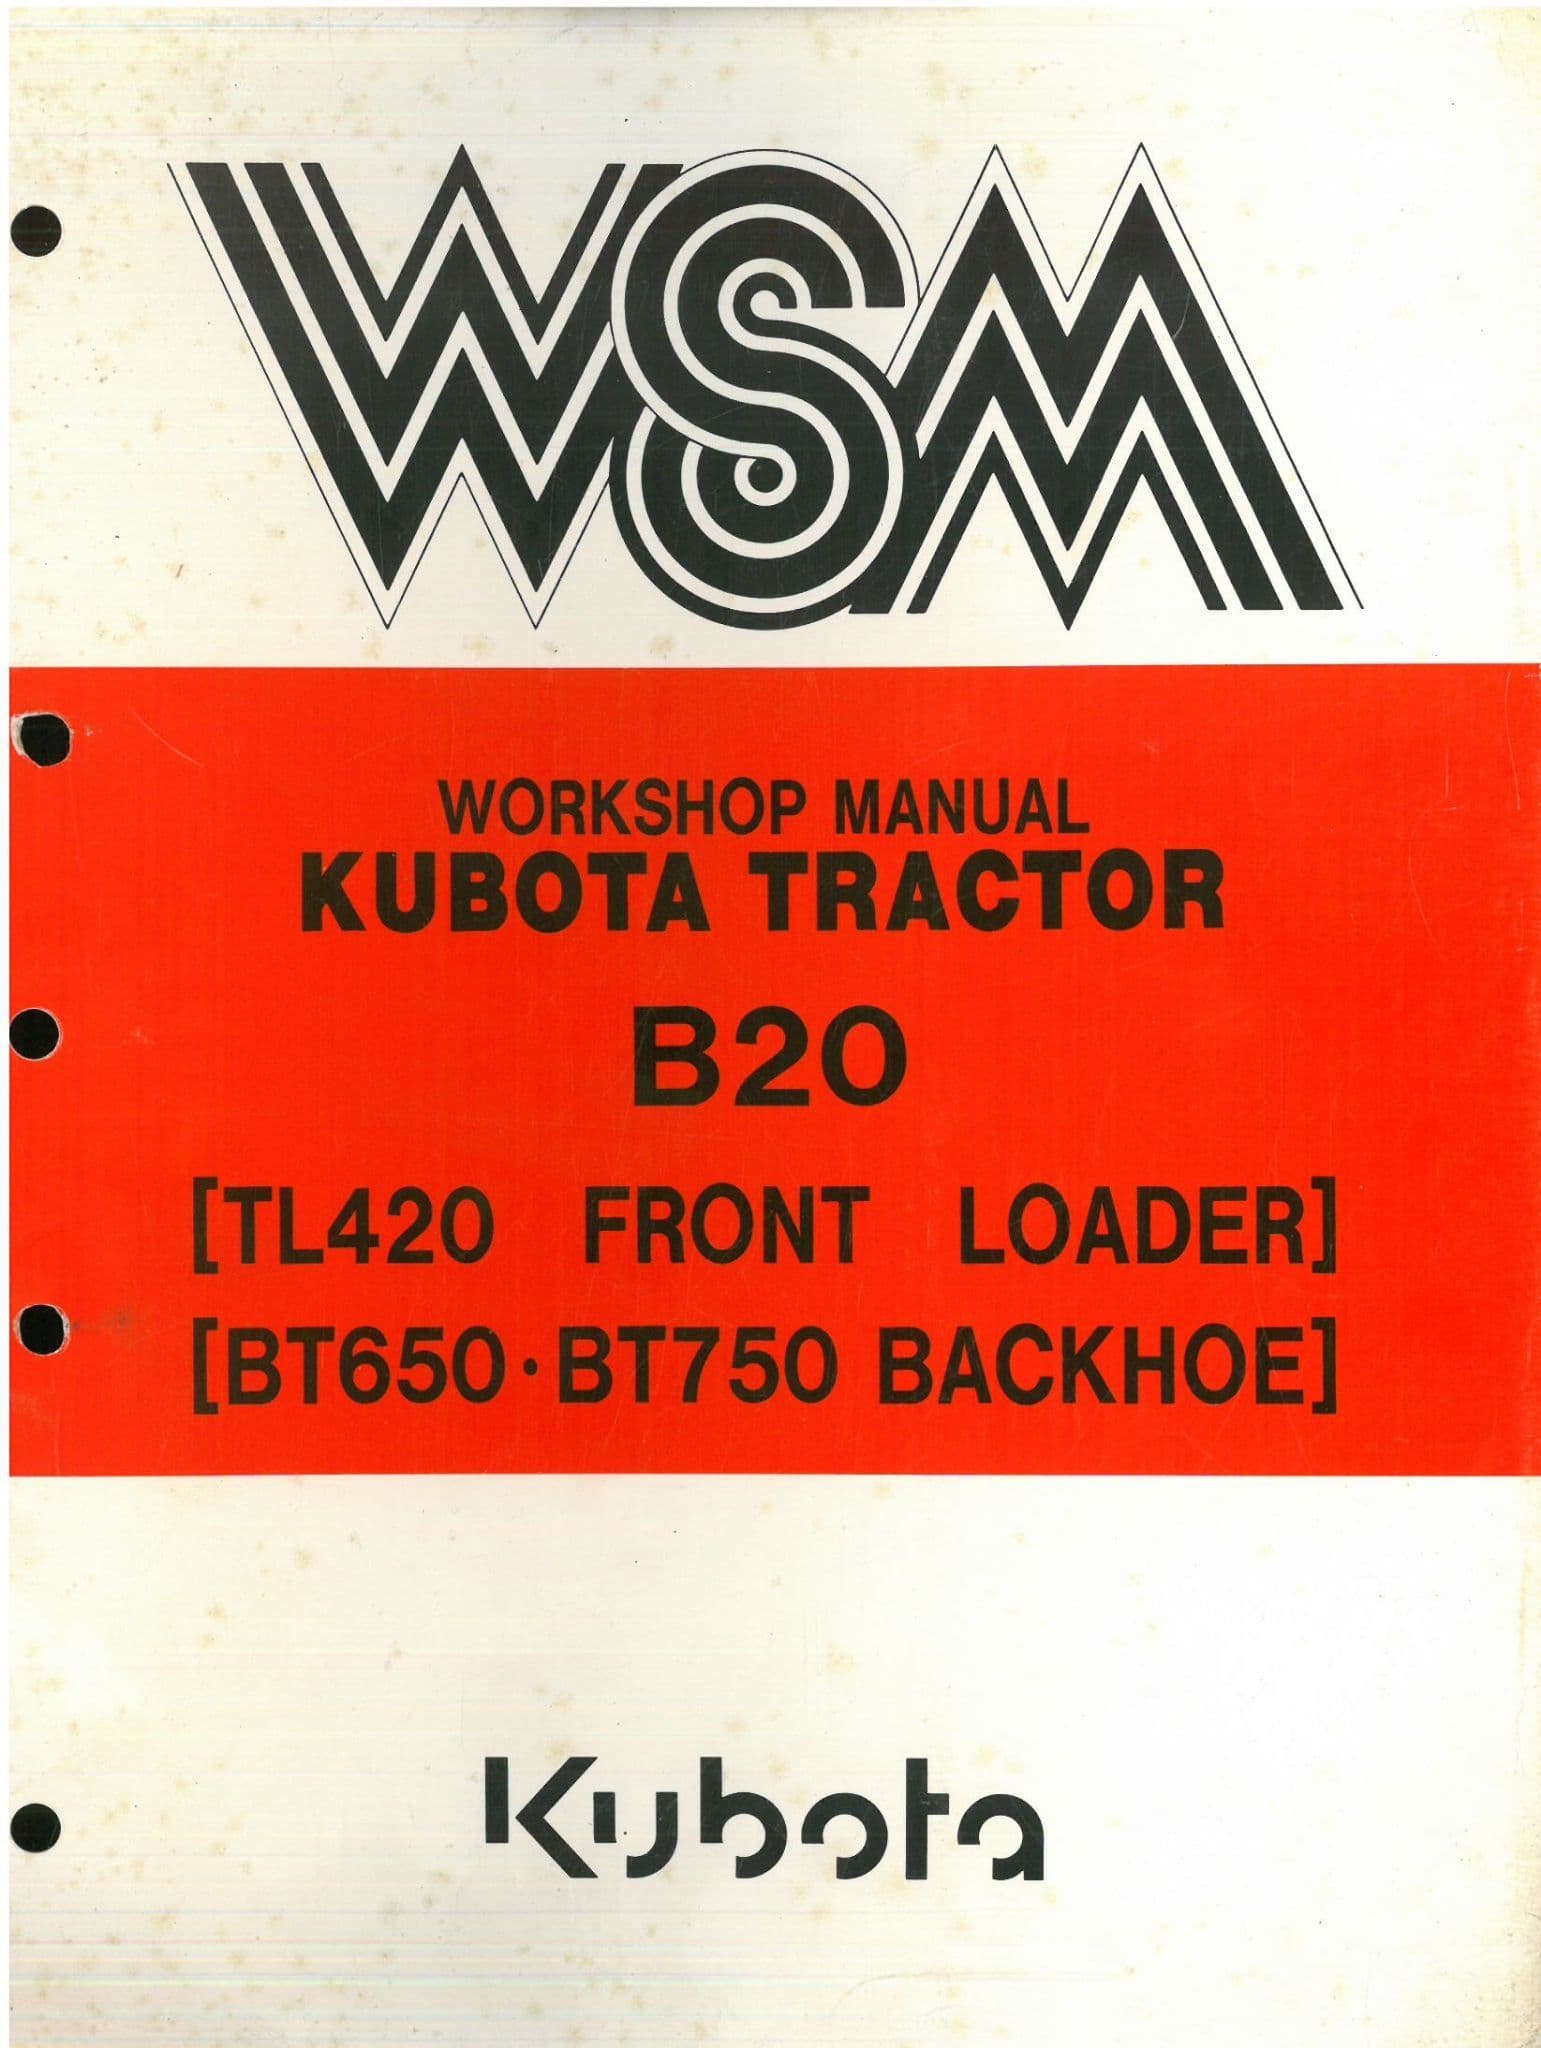 WSM
WORKSHOP MANUAL
KUBOTA TRACTOR
B20
[TL420 FRONT LOADER]
[BT650·BT750 BACKHOE]
Kubota